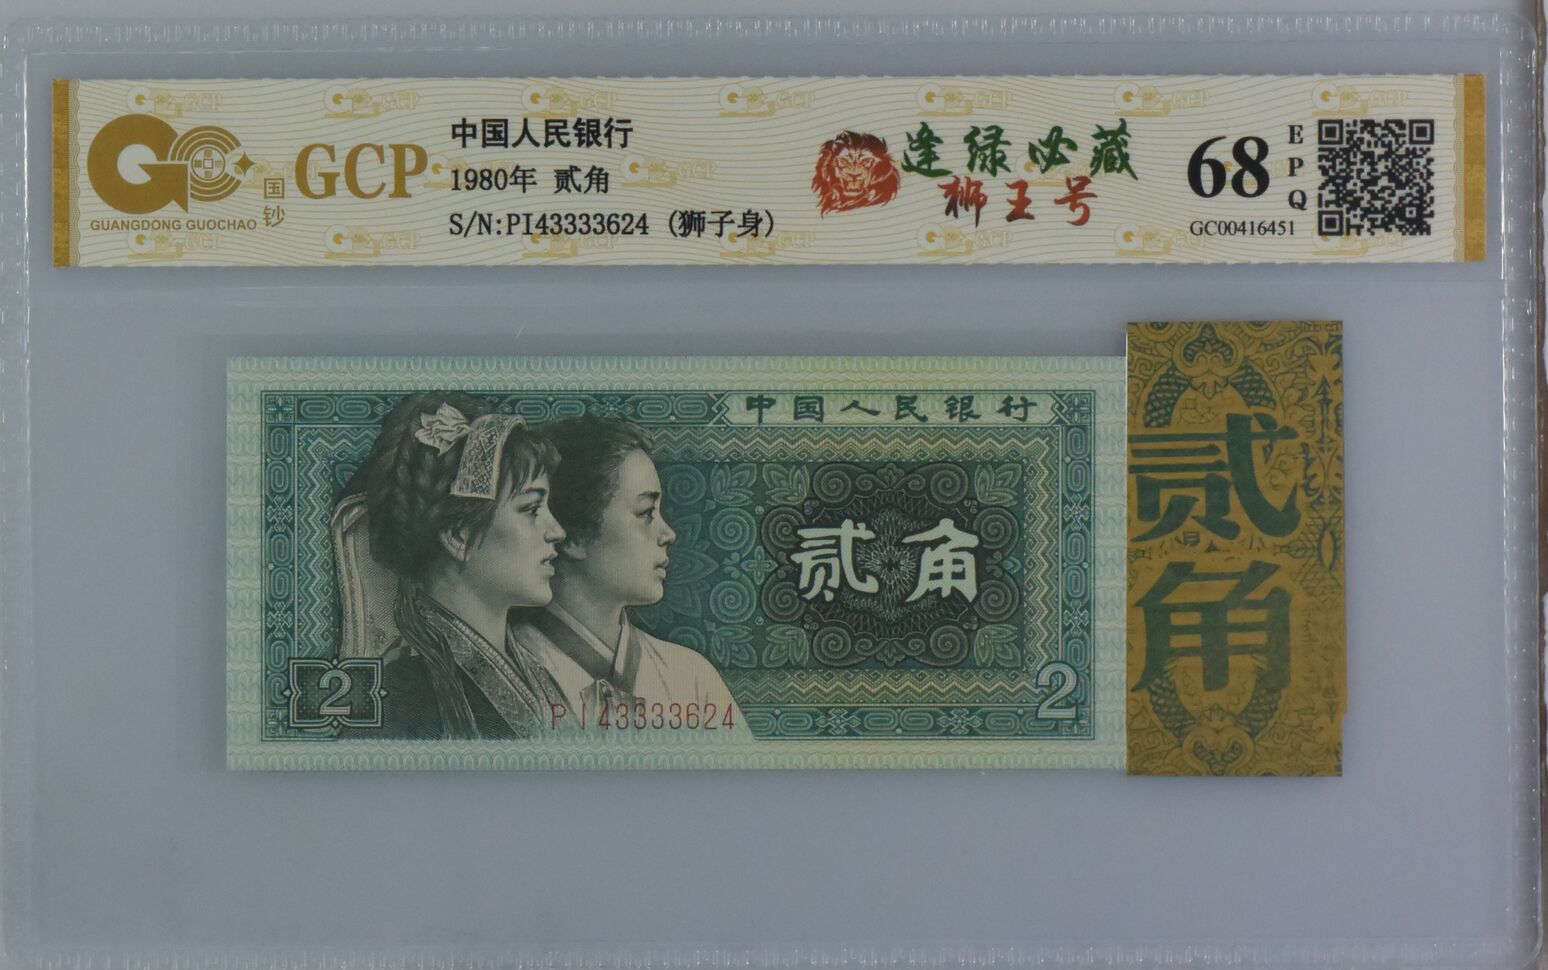 GCP
国钞
GUANGDONG GUOCHAO
中国人民银行
1980年 贰角
S/N:PI43333624 (狮子身)
逢绿必藏
狮王号
68
EPQ
GC00416451
中国人民银行
贰角
2
2
PI43333624
贰角